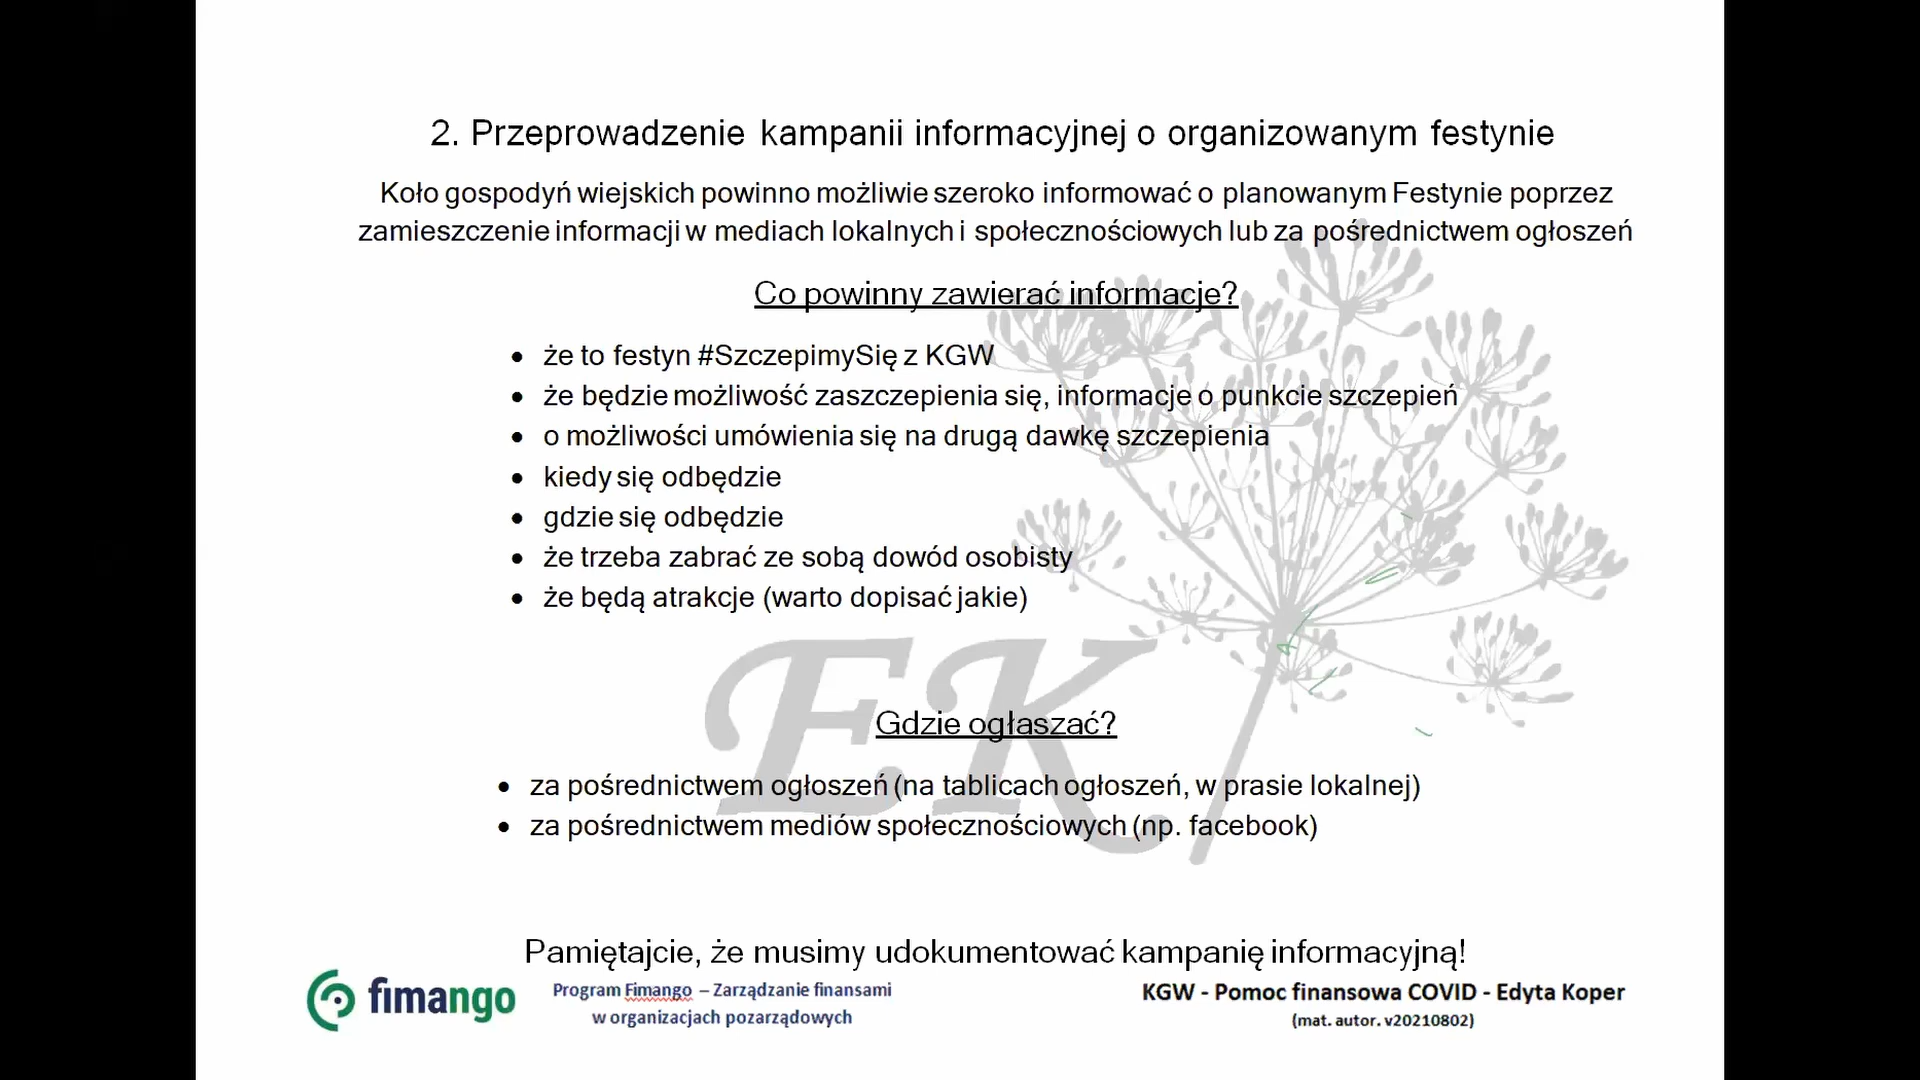 2. Przeprowadzenie kampanii informacyjnej o organizowanym festynie
Koło gospodyń wiejskich powinno możliwie szeroko informować o planowanym Festynie poprzez
zamieszczenie informacji w mediach lokalnych i społecznościowych lub za pośrednictwem ogłoszeń
Co powinny zawierać informacje?
• że to festyn #SzczepimySię z KGW
• że będzie możliwość zaszczepienia się, informacje o punkcie szczepień
• o możliwości umówienia się na drugą dawkę szczepienia
• kiedy się odbędzie
• gdzie się odbędzie
• że trzeba zabrać ze sobą dowód osobisty
• że będą atrakcje (warto dopisać jakie)
EK
Gdzie ogłaszać?
• za pośrednictwem ogłoszeń (na tablicach ogłoszeń, w prasie lokalnej)
• za pośrednictwem mediów społecznościowych (np. facebook)
Pamiętajcie, że musimy udokumentować kampanię informacyjną!
fimango
Program Fimango – Zarządzanie finansami
w organizacjach pozarządowych
KGW - Pomoc finansowa COVID - Edyta Koper
(mat. autor. v20210802)